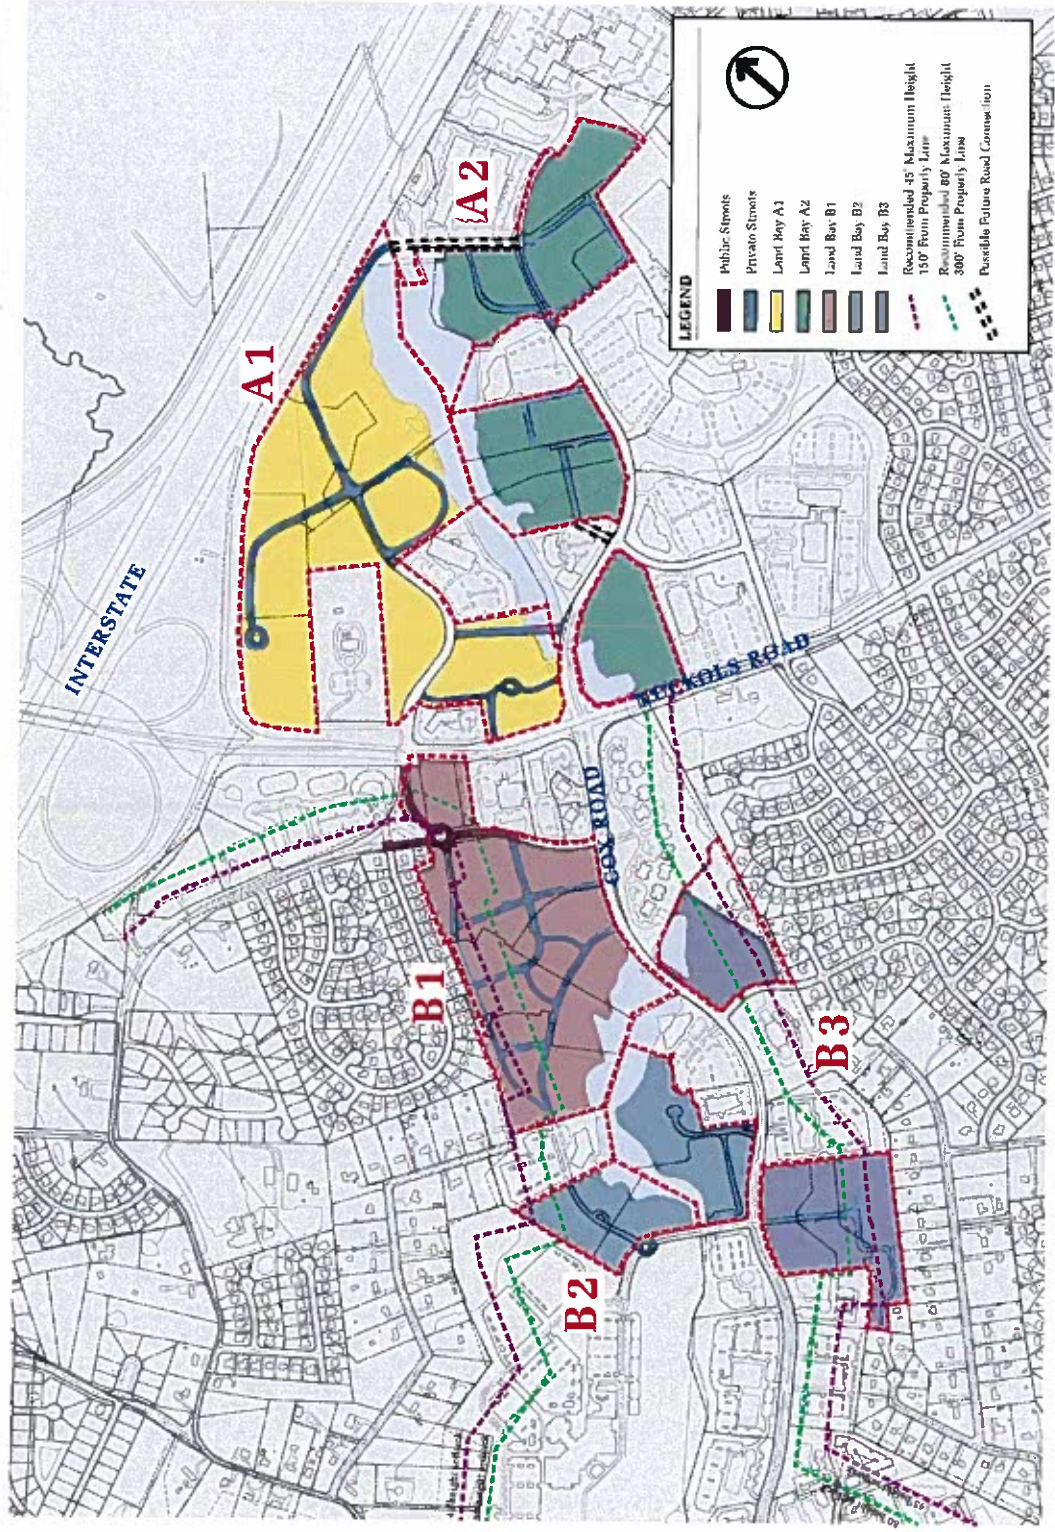 A1
A2
INTERSTATE
NUCKOLS ROAD
COX ROAD
B1
B2
B3
LEGEND
Public Streets
Private Streets
Land Bay A1
Land Bay A2
Land Bay B1
Land Bay B2
Land Bay B3
Recommended 45' Maximum Height
150' From Property Line
Recommended 80' Maximum Height
300' From Property Line
Possible Future Road Connection